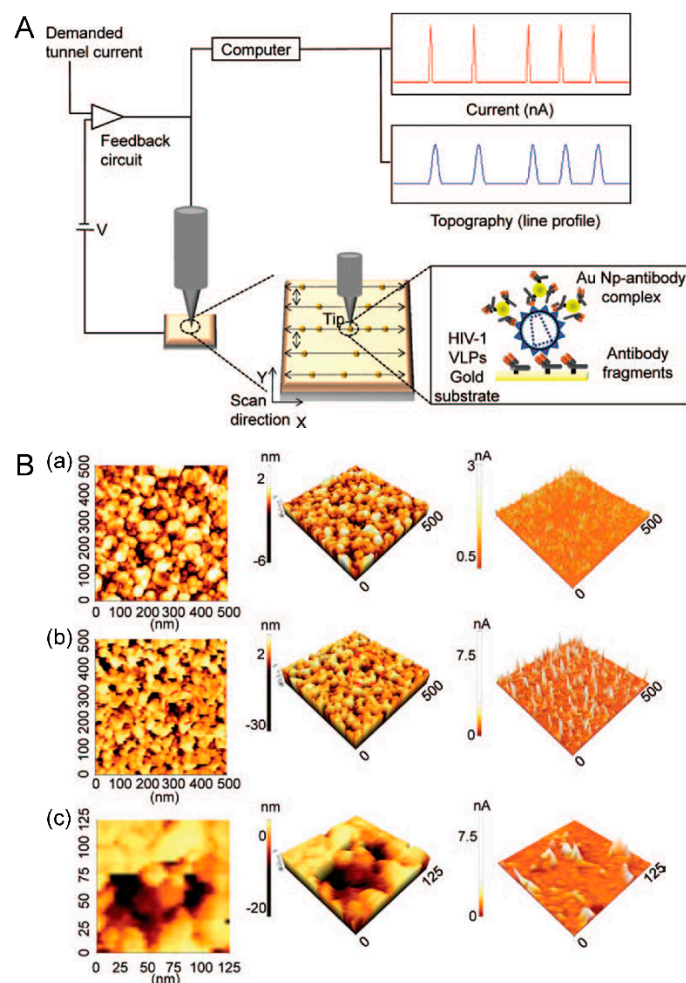 A
Demanded
tunnel current
Computer
Feedback
circuit
V
Current (nA)
Topography (line profile)
Tip
Y
Scan
direction
X
Au Np-antibody
complex
HIV-1
VLPs
Gold
substrate
Antibody
fragments
B
(a)
500
400
300
200
100
0
0 100 200 300 400 500
(nm)
nm
2
-6
500
0
nA
3
0.5
500
0
(b)
500
400
300
200
100
0
0 100 200 300 400 500
(nm)
nm
2
-30
500
0
nA
7.5
0
500
0
(c)
125
100
75
50
25
0
0 25 50 75 100 125
(nm)
nm
0
-20
125
0
nA
7.5
0
125
0